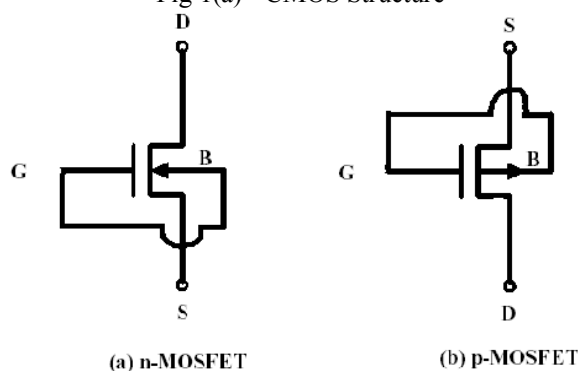 Fig 1(a) - CMOS Structure
D
S
G
B
G
B
S
D
(a) n-MOSFET
(b) p-MOSFET